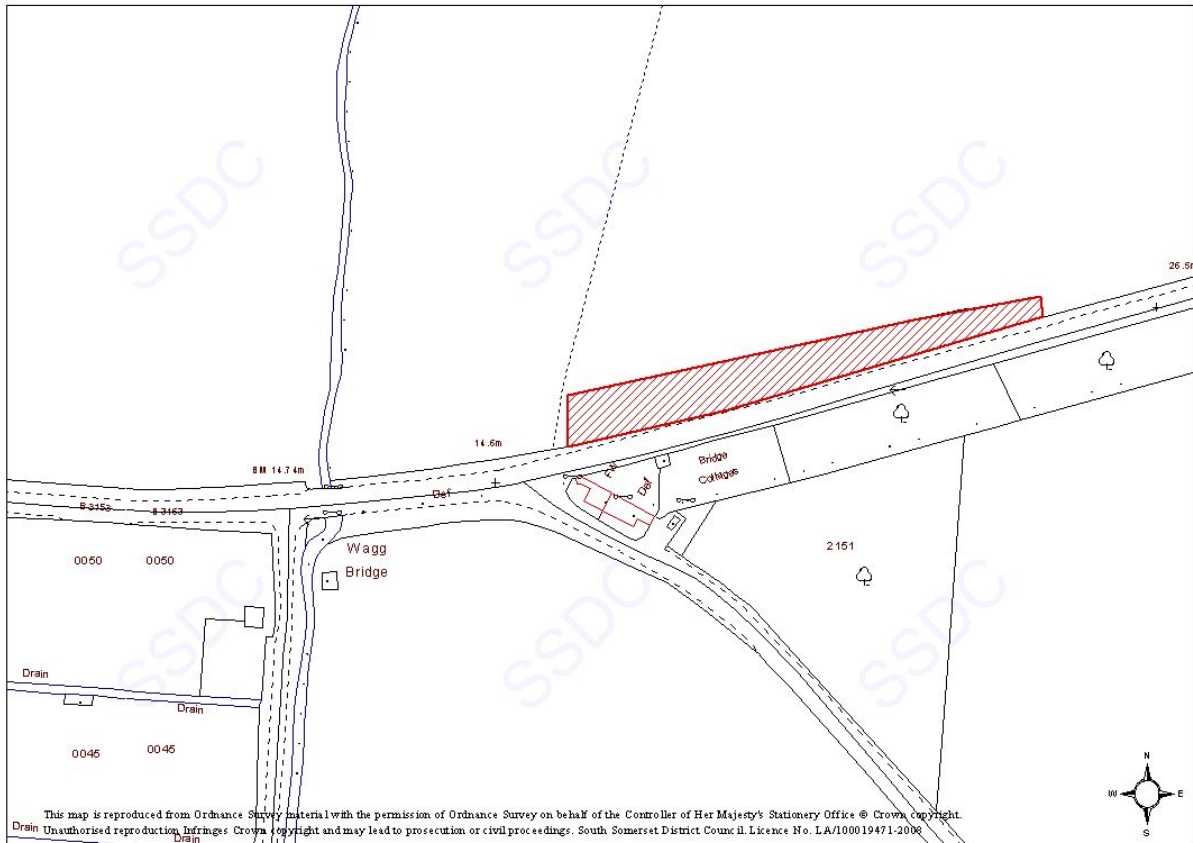 SSDC SSDC SSDC
26.5m
14.6m
BM 14.74m
FW
Def
Bridge
Cottages
Def
B 3153 B 3153
Wagg
Bridge
0050 0050
2151
SSDC SSDC SSDC
Drain
Drain
0045 0045
N
W E
S
This map is reproduced from Ordnance Survey material with the permission of Ordnance Survey on behalf of the Controller of Her Majesty's Stationery Office © Crown copyright.
Drain Unauthorised reproduction Infringes Crown copyright and may lead to prosecution or civil proceedings. South Somerset District Council. Licence No. LA/100019471-2008
Drain